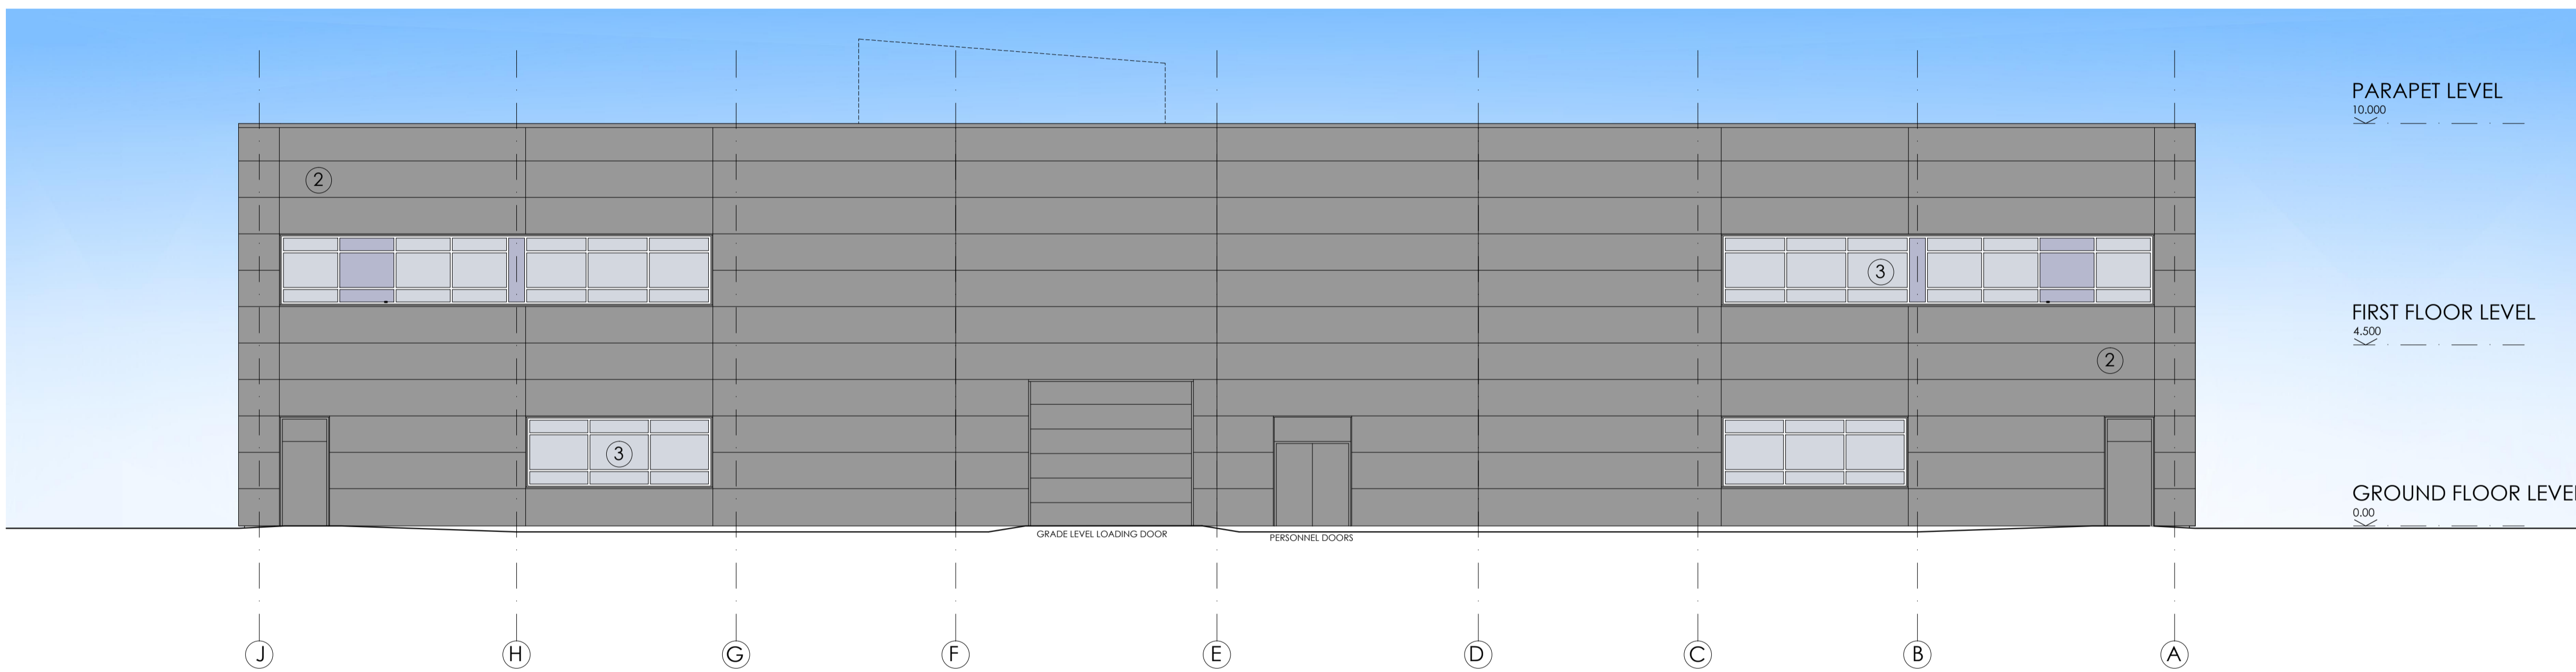 PARAPET LEVEL
10.000
2
3
FIRST FLOOR LEVEL
4.500
2
3
GROUND FLOOR LEVEL
0.00
GRADE LEVEL LOADING DOOR
PERSONNEL DOORS
J H G F E D C B A